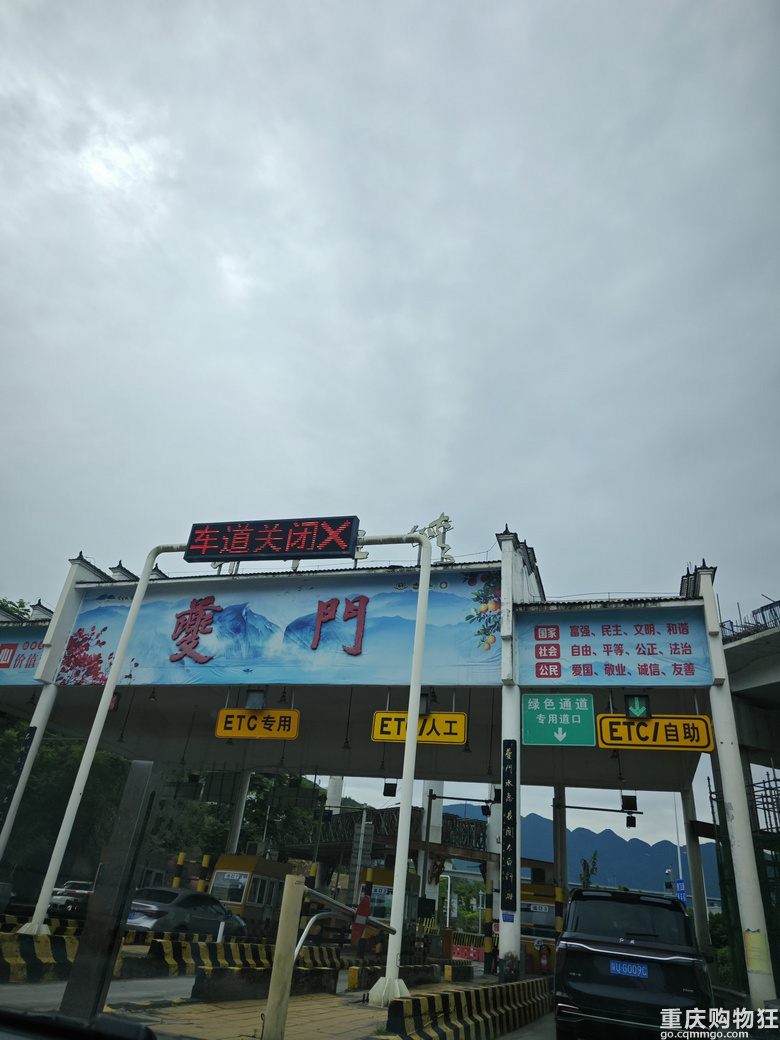 车道关闭X
夔門
价值
国家 富强、民主、文明、和谐
社会 自由、平等、公正、法治
公民 爱国、敬业、诚信、友善
ETC专用
ETC/人工
绿色通道
专用道口
ETC/自助
U6009C
重庆购物狂
go.cqmmgo.com